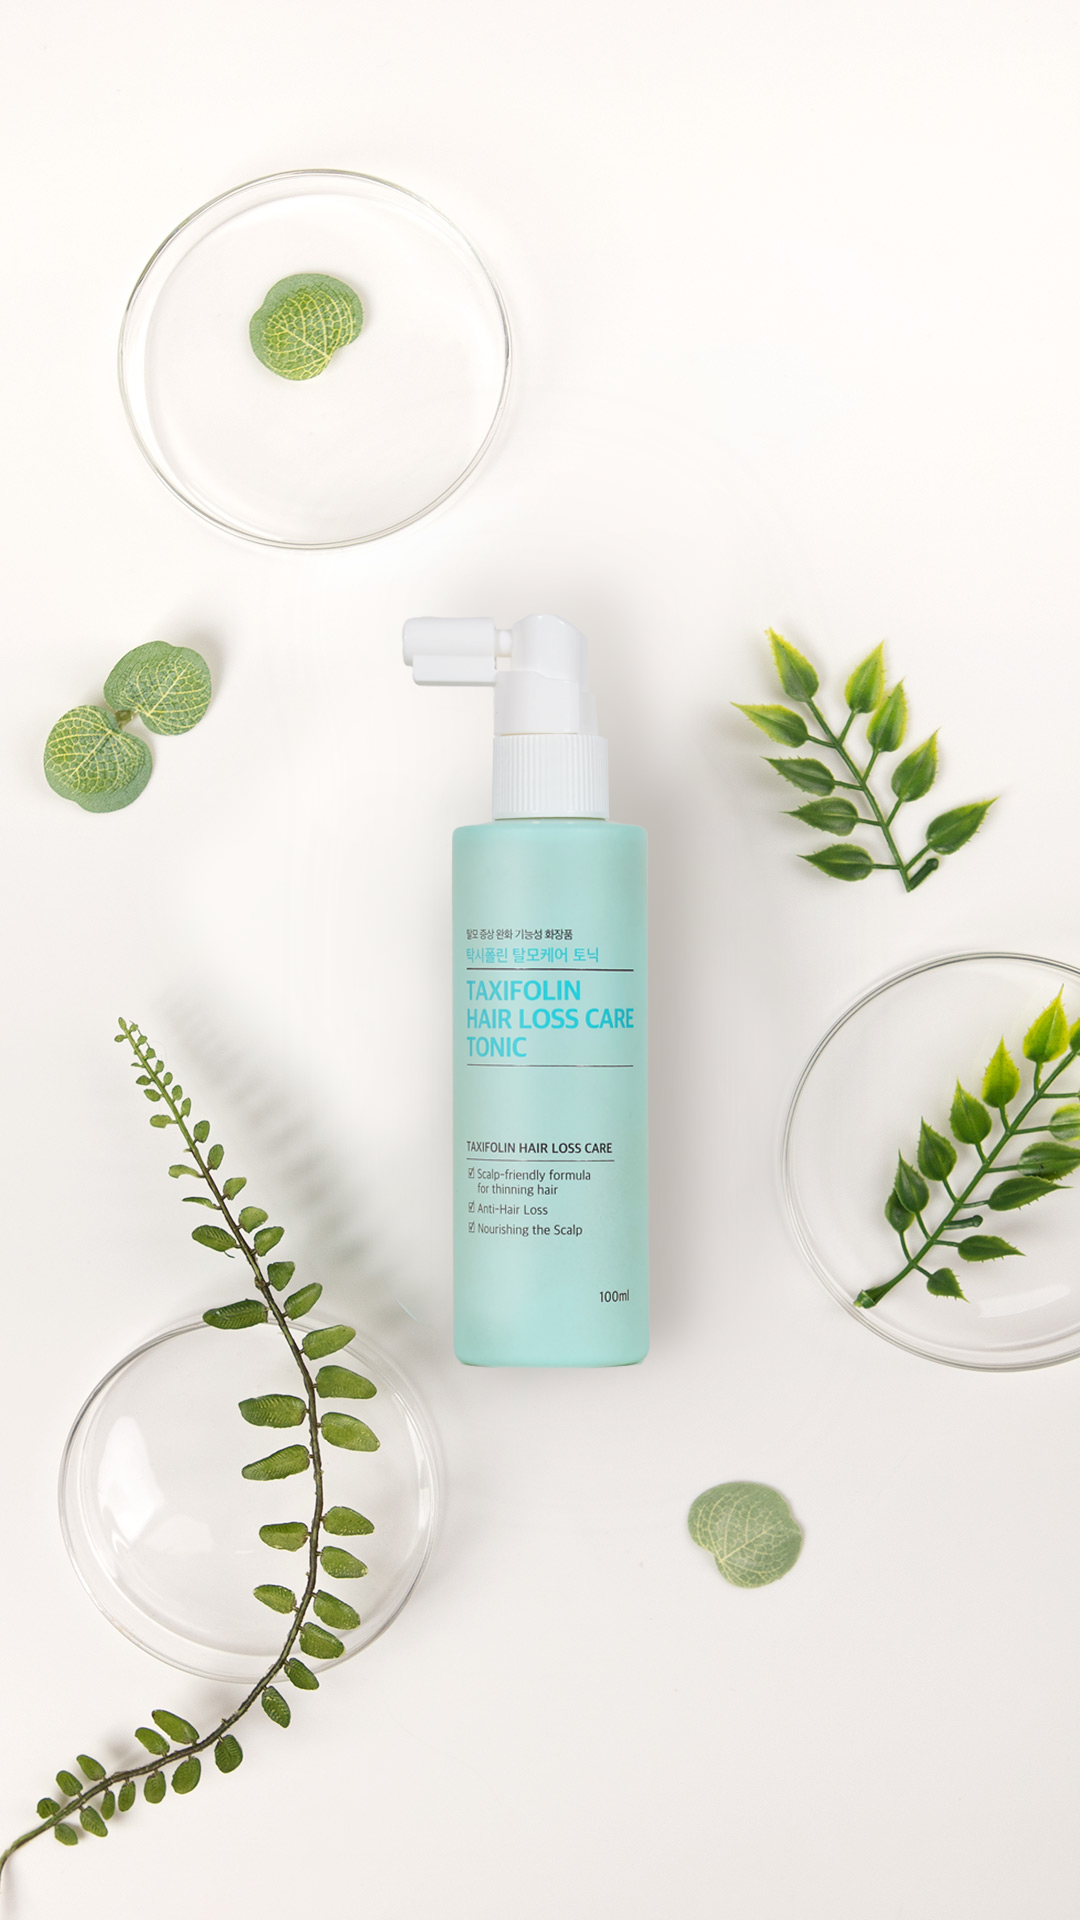 탈모 증상 완화 기능성 화장품
탁시폴린 탈모케어 토닉
TAXIFOLIN
HAIR LOSS CARE
TONIC
TAXIFOLIN HAIR LOSS CARE
☑ Scalp-friendly formula
for thinning hair
☑ Anti-Hair Loss
☑ Nourishing the Scalp
100ml